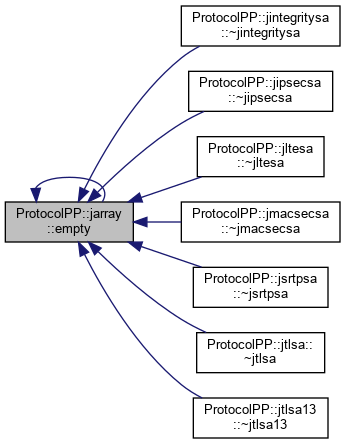 ProtocolPP::jintegritysa
::~jintegritysa
ProtocolPP::jipsecsa
::~jipsecsa
ProtocolPP::jltesa
::~jltesa
ProtocolPP::jarray
::empty
ProtocolPP::jmacsecsa
::~jmacsecsa
ProtocolPP::jsrtpsa
::~jsrtpsa
ProtocolPP::jtlsa::
~jtlsa
ProtocolPP::jtlsa13
::~jtlsa13